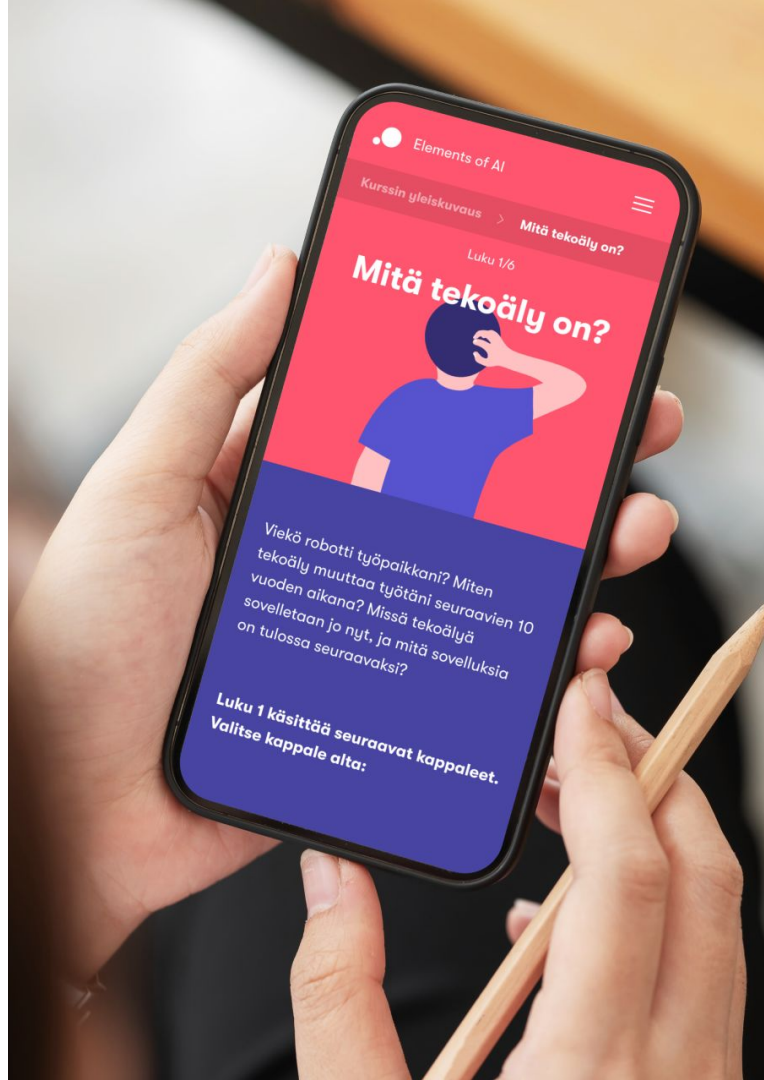 Elements of AI
Kurssin yleiskuvaus > Mitä tekoäly on?
Luku 1/6
Mitä tekoäly on?
Viekö robotti työpaikkani? Miten
tekoäly muuttaa työtäni seuraavien 10
vuoden aikana? Missä tekoälyä
sovelletaan jo nyt, ja mitä sovelluksia
on tulossa seuraavaksi?
Luku 1 käsittää seuraavat kappaleet.
Valitse kappale alta: